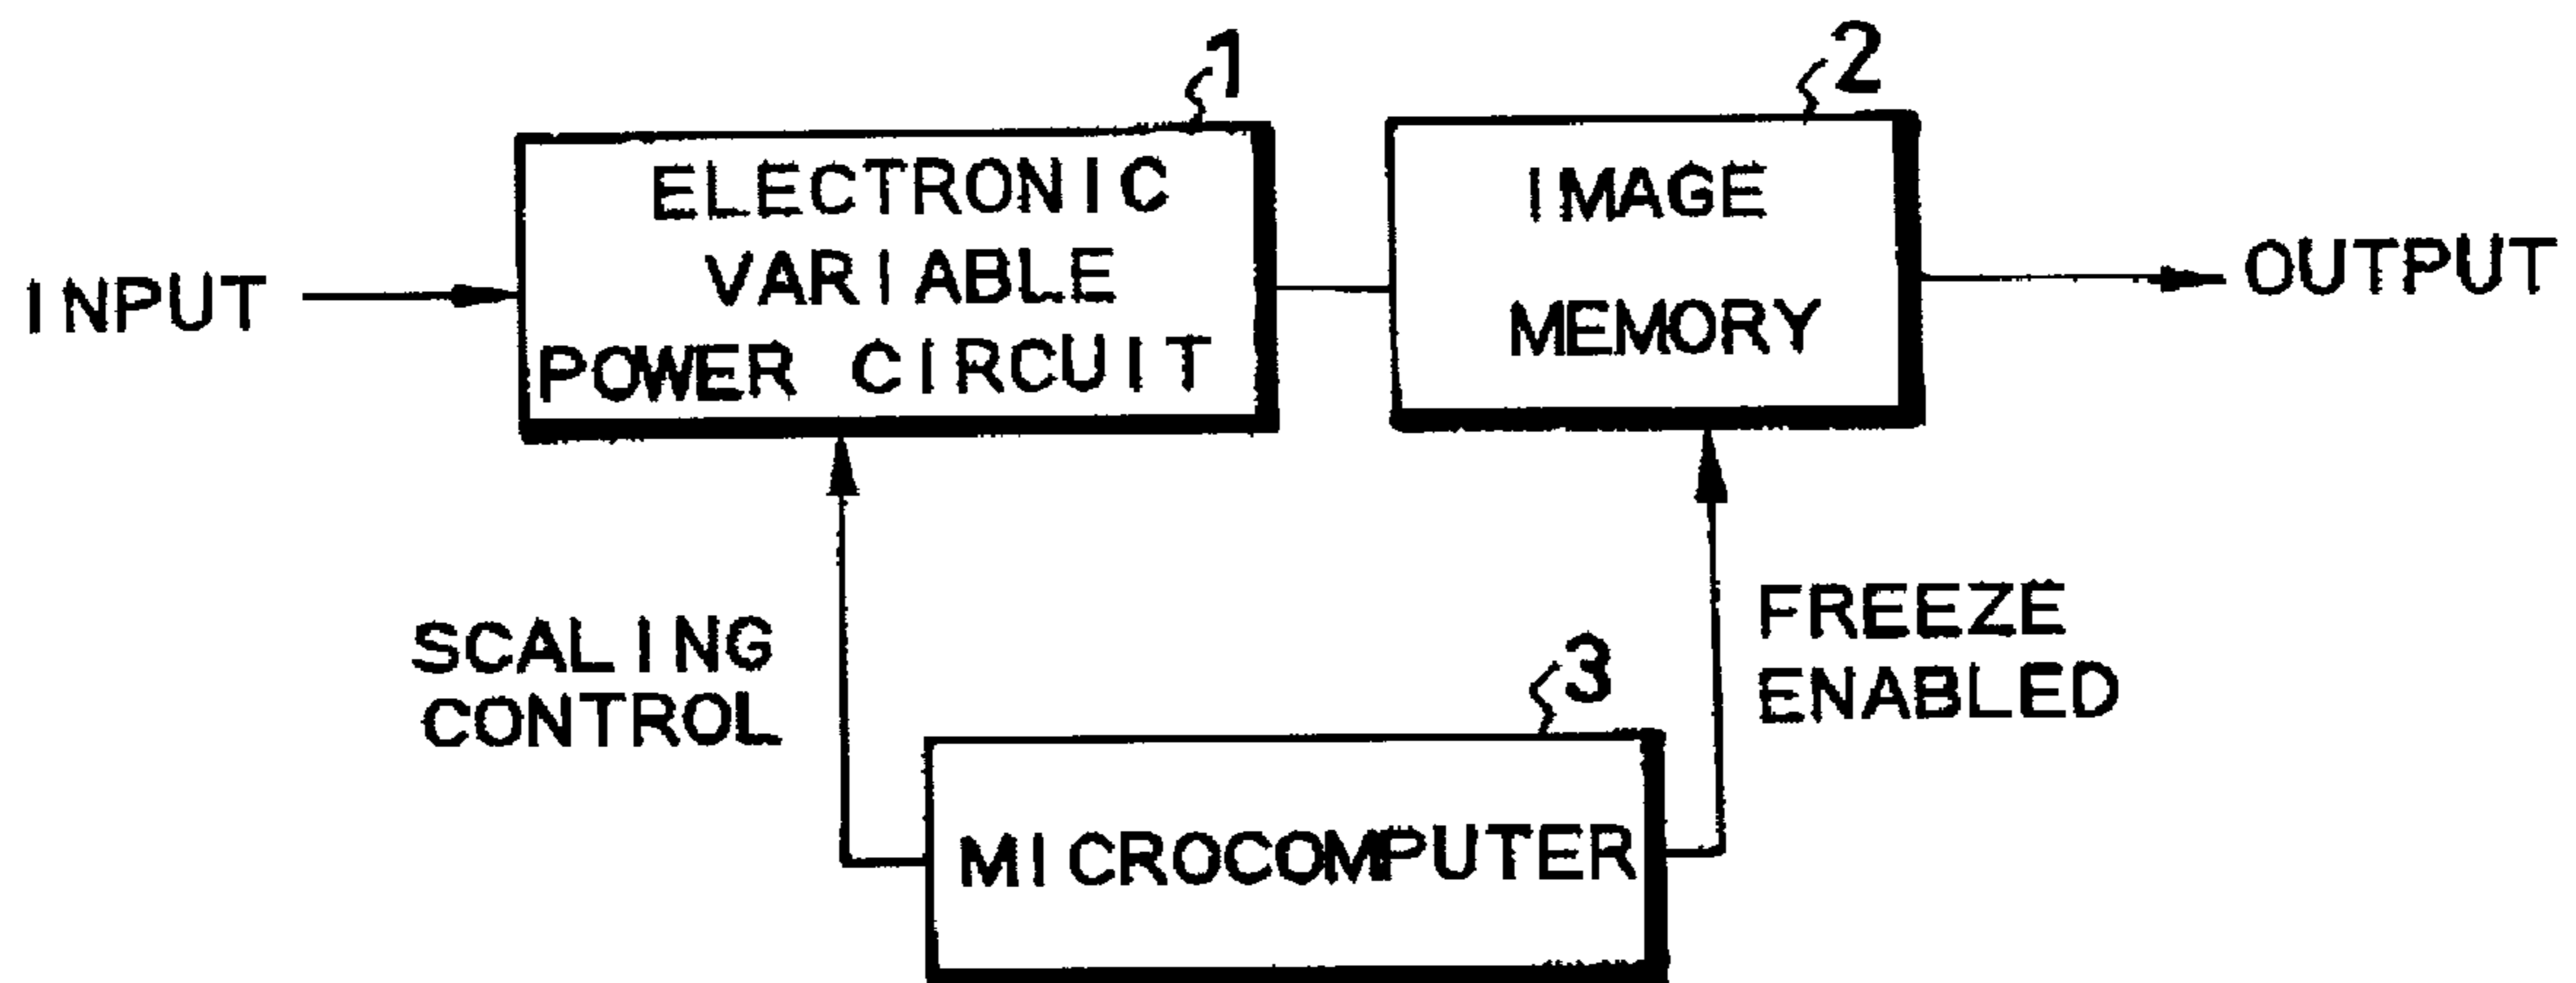 1
2
ELECTRONIC
VARIABLE
POWER CIRCUIT
IMAGE
MEMORY
INPUT
OUTPUT
SCALING
CONTROL
FREEZE
ENABLED
3
MICROCOMPUTER